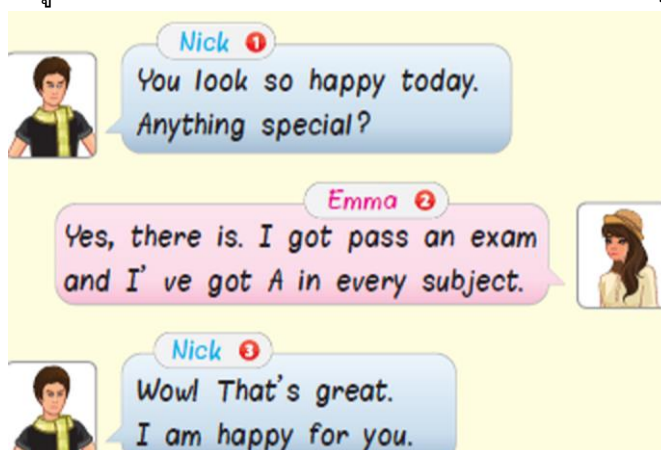 Nick 1
You look so happy today.
Anything special?
Emma 2
Yes, there is. I got pass an exam
and I' ve got A in every subject.
Nick 3
Wow! That's great.
I am happy for you.